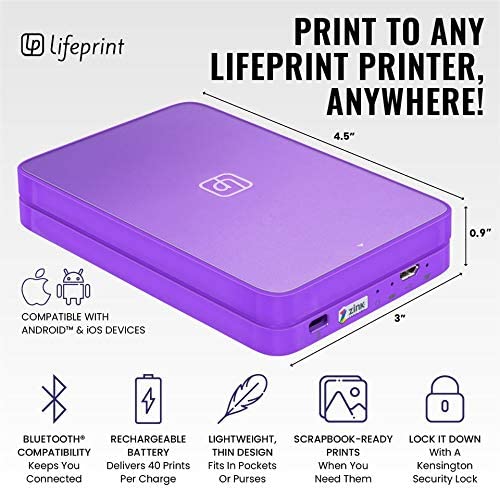 lifeprint
PRINT TO ANY
LIFEPRINT PRINTER,
ANYWHERE!
4.5"
0.9"
3"
zink
COMPATIBLE WITH
ANDROID™ & iOS DEVICES
BLUETOOTH®
COMPATIBILITY
Keeps You
Connected
RECHARGEABLE
BATTERY
Delivers 40 Prints
Per Charge
LIGHTWEIGHT,
THIN DESIGN
Fits In Pockets
Or Purses
SCRAPBOOK-READY
PRINTS
When You
Need Them
LOCK IT DOWN
With A
Kensington
Security Lock